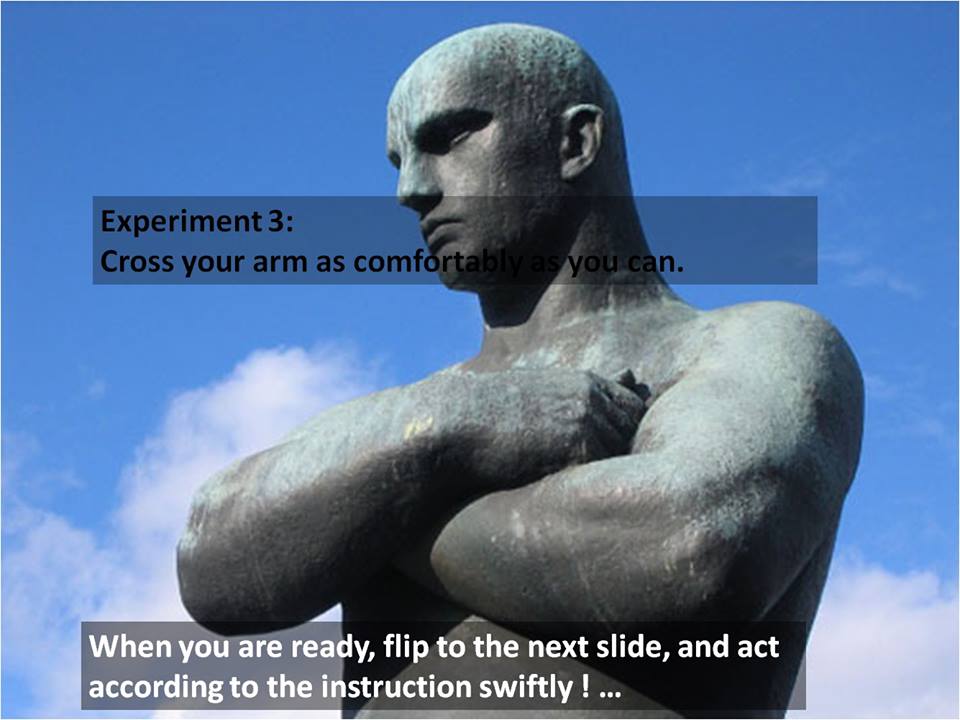 Experiment 3:
Cross your arm as comfortably as you can.
When you are ready, flip to the next slide, and act
according to the instruction swiftly ! …